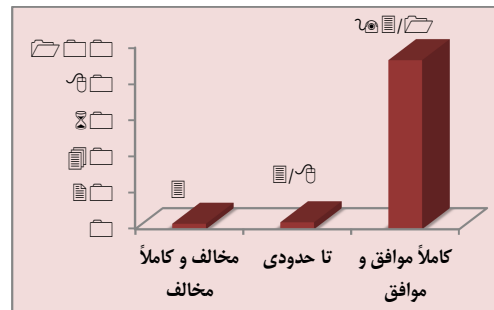 کاملاً موافق و موافق
تا حدودی
مخالف و کاملاً مخالف